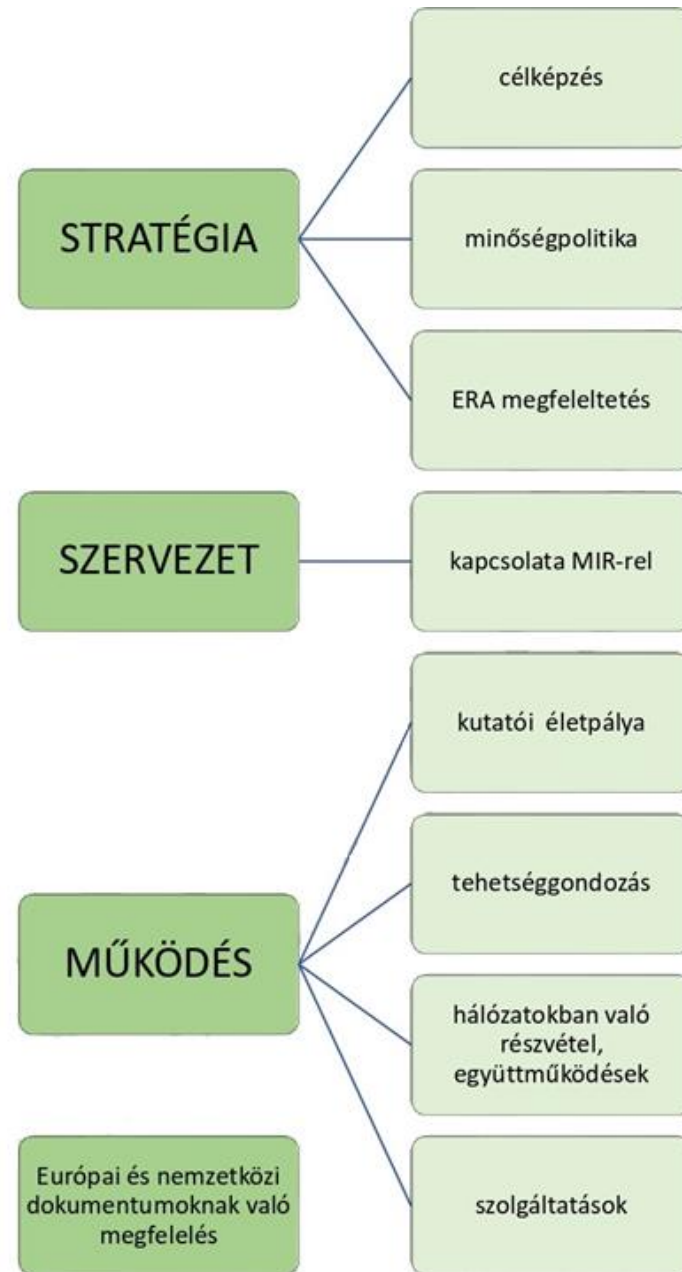 STRATÉGIA
célképzés
minőségpolitika
ERA megfeleltetés
SZERVEZET
kapcsolata MIR-rel
MŰKÖDÉS
kutatói életpálya
tehetséggondozás
hálózatokban való
részvétel,
együttműködések
szolgáltatások
Európai és nemzetközi
dokumentumoknak való
megfelelés